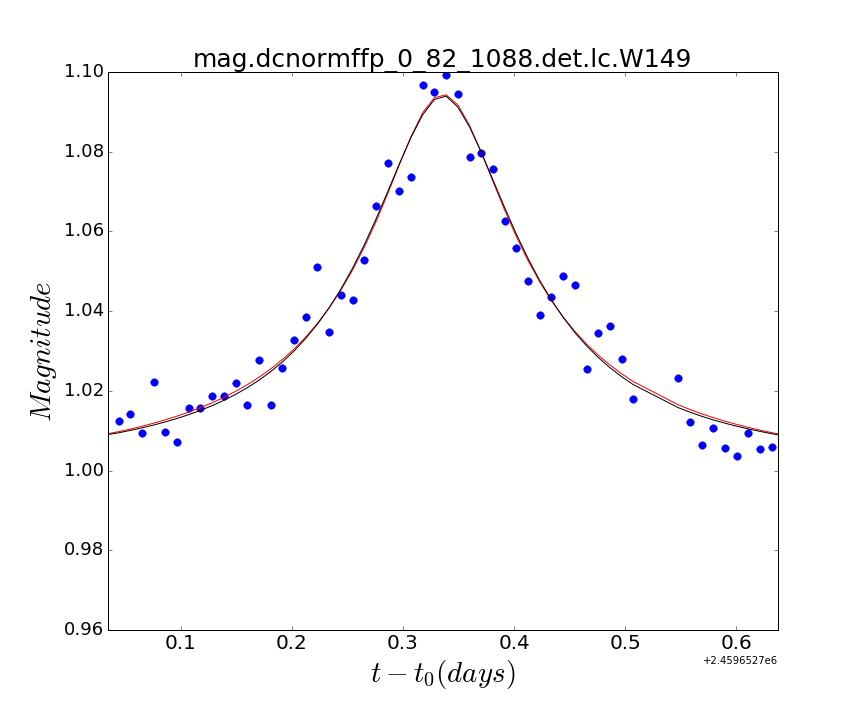 mag.dcnormffp_0_82_1088.det.lc.W149
1.10
1.08
1.06
1.04
1.02
1.00
0.98
0.96
Magnitude
0.1 0.2 0.3 0.4 0.5 0.6
+2.4596527e6
t − t₀(days)